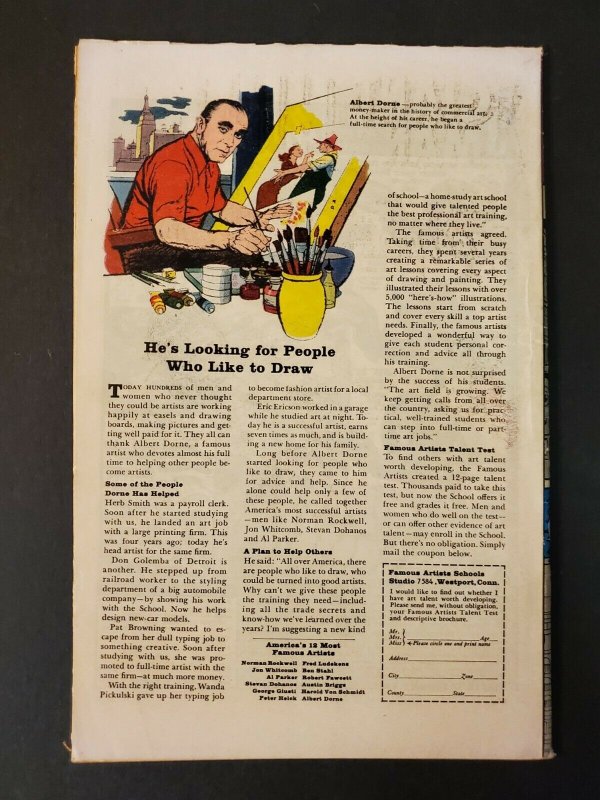 Albert Dorne—probably the greatest
money-maker in the history of commercial art.
At the height of his career, he began a
full-time search for people who like to draw.
He's Looking for People
Who Like to Draw
TODAY HUNDREDS of men and
women who never thought
they could be artists are working
happily at easels and drawing
boards, making pictures and get-
ting well paid for it. They all can
thank Albert Dorne, a famous
artist who devotes almost his full
time to helping other people be-
come artists.
Some of the People
Dorne Has Helped
Herb Smith was a payroll clerk.
Soon after he started studying
with us, he landed an art job
with a large printing firm. This
was four years ago: today he's
head artist for the same firm.
Don Golemba of Detroit is
another. He stepped up from
railroad worker to the styling
department of a big automobile
company—by showing his work
with the School. Now he helps
design new-car models.
Pat Browning wanted to es-
cape from her dull typing job to
something creative. Soon after
studying with us, she was pro-
moted to full-time artist with the
same firm—at much more money.
With the right training, Wanda
Pickulski gave up her typing job
to become fashion artist for a local
department store.
Eric Ericson worked in a garage
while he studied art at night. To-
day he is a successful artist, earns
seven times as much, and is build-
ing a new home for his family.
Long before Albert Dorne
started looking for people who
like to draw, they came to him
for advice and help. Since he
alone could help only a few of
these people, he called together
America's most successful artists
—men like Norman Rockwell,
Jon Whitcomb, Stevan Dohanos
and Al Parker.
A Plan to Help Others
He said: "All over America, there
are people who like to draw, who
could be turned into good artists.
Why can't we give these people
the training they need—includ-
ing all the trade secrets and
know-how we've learned over the
years? I'm suggesting a new kind
America's 12 Most
Famous Artists
Norman Rockwell Fred Ludekens
Jon Whitcomb Ben Stahl
Al Parker Robert Fawcett
Stevan Dohanos Austin Briggs
George Giusti Harold Von Schmidt
Peter Helck Albert Dorne
of school—a home study art school
that would give talented people
the best professional art training,
no matter where they live."
The famous artists agreed.
Taking time from their busy
careers, they spent several years
creating a remarkable series of
art lessons covering every aspect
of drawing and painting. They
illustrated their lessons with over
5,000 "here's-how" illustrations.
The lessons start from scratch
and cover every skill a top artist
needs. Finally, the famous artists
developed a wonderful way to
give each student personal cor-
rection and advice all through
his training.
Albert Dorne is not surprised
by the success of his students.
"The art field is growing. We
keep getting calls from all over
the country, asking us for prac-
tical, well-trained students who
can step into full-time or part-
time art jobs."
Famous Artists Talent Test
To find others with art talent
worth developing, the Famous
Artists created a 12-page talent
test. Thousands paid to take this
test, but now the School offers it
free and grades it free. Men and
women who do well on the test—
or can offer other evidence of art
talent—may enroll in the School.
But there's no obligation. Simply
mail the coupon below.
Famous Artists Schools
Studio 7384, Westport, Conn.
I would like to find out whether I
have art talent worth developing.
Please send me, without obligation,
your Famous Artists Talent Test
and descriptive brochure.
Mr.
Mrs. Age
Miss Please circle one and print name
Address
City Zone
County State